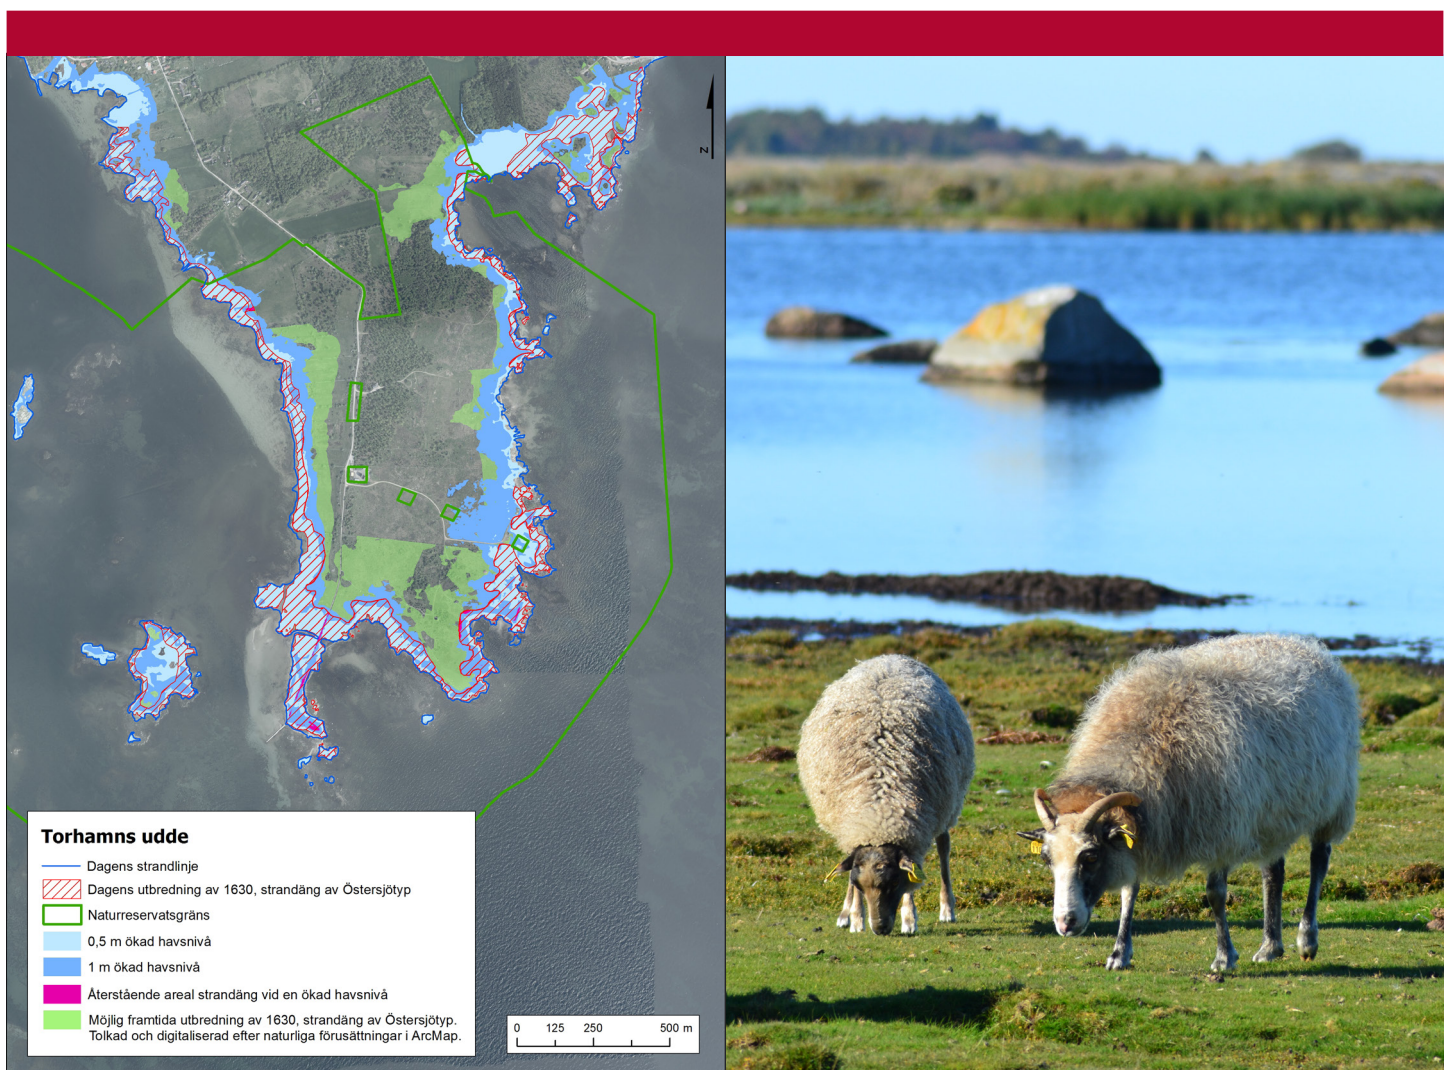 N
Torhamns udde
Dagens strandlinje
Dagens utbredning av 1630, strandäng av Östersjötyp
Naturreservatsgräns
0,5 m ökad havsnivå
1 m ökad havsnivå
Återstående areal strandäng vid en ökad havsnivå
Möjlig framtida utbredning av 1630, strandäng av Östersjötyp.
Tolkad och digitaliserad efter naturliga förusättningar i ArcMap.
0 125 250 500 m